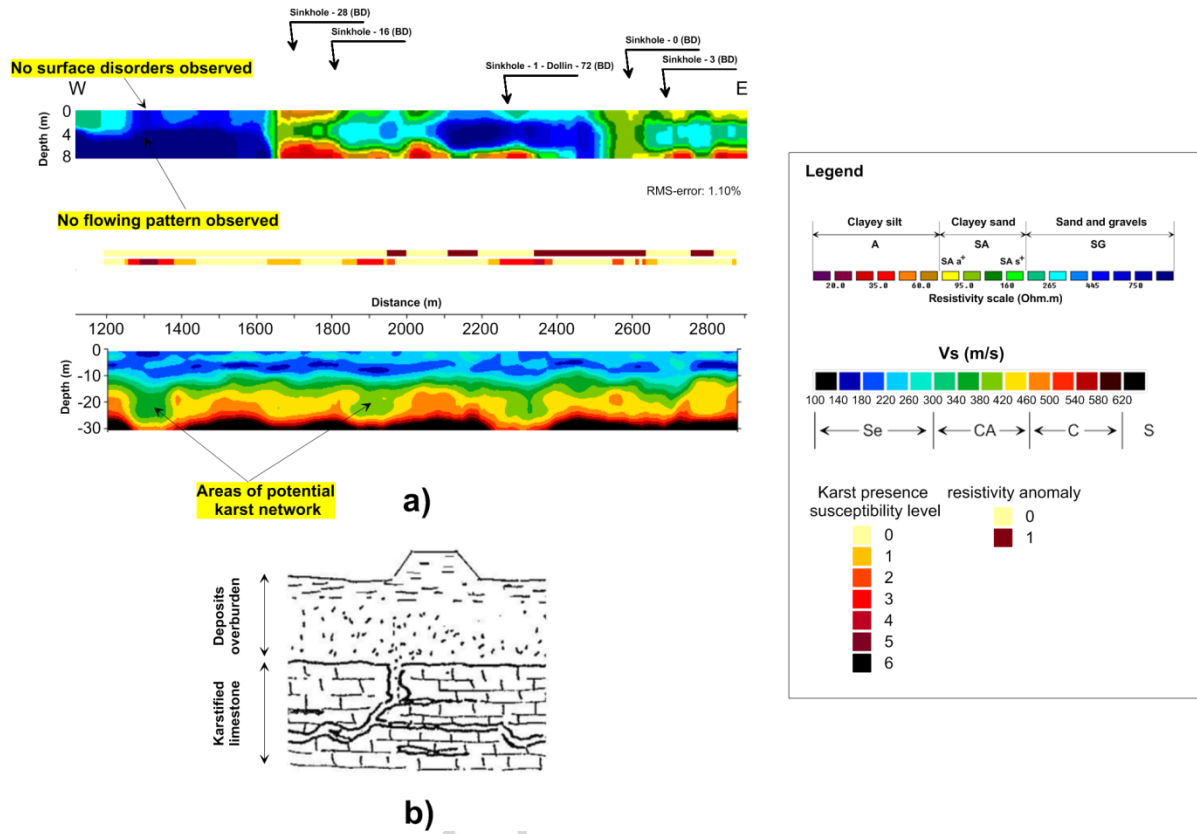 Sinkhole - 28 (BD)
Sinkhole - 16 (BD)
Sinkhole - 0 (BD)
Sinkhole - 1 - Dollin - 72 (BD)
Sinkhole - 3 (BD)
No surface disorders observed
W
E
Depth (m)
0
4
8
RMS-error: 1.10%
No flowing pattern observed
Distance (m)
1200 1400 1600 1800 2000 2200 2400 2600 2800
Depth (m)
0
-10
-20
-30
Areas of potential
karst network
a)
Deposits
overburden
Karstified
limestone
b)
Legend
Clayey silt Clayey sand Sand and gravels
A SA SG
SA a+ SA s+
20.0 35.0 60.0 95.0 160 265 445 750
Resistivity scale (Ohm.m)
Vs (m/s)
100 140 180 220 260 300 340 380 420 460 500 540 580 620
Se CA C S
Karst presence
susceptibility level
0
1
2
3
4
5
6
resistivity anomaly
0
1